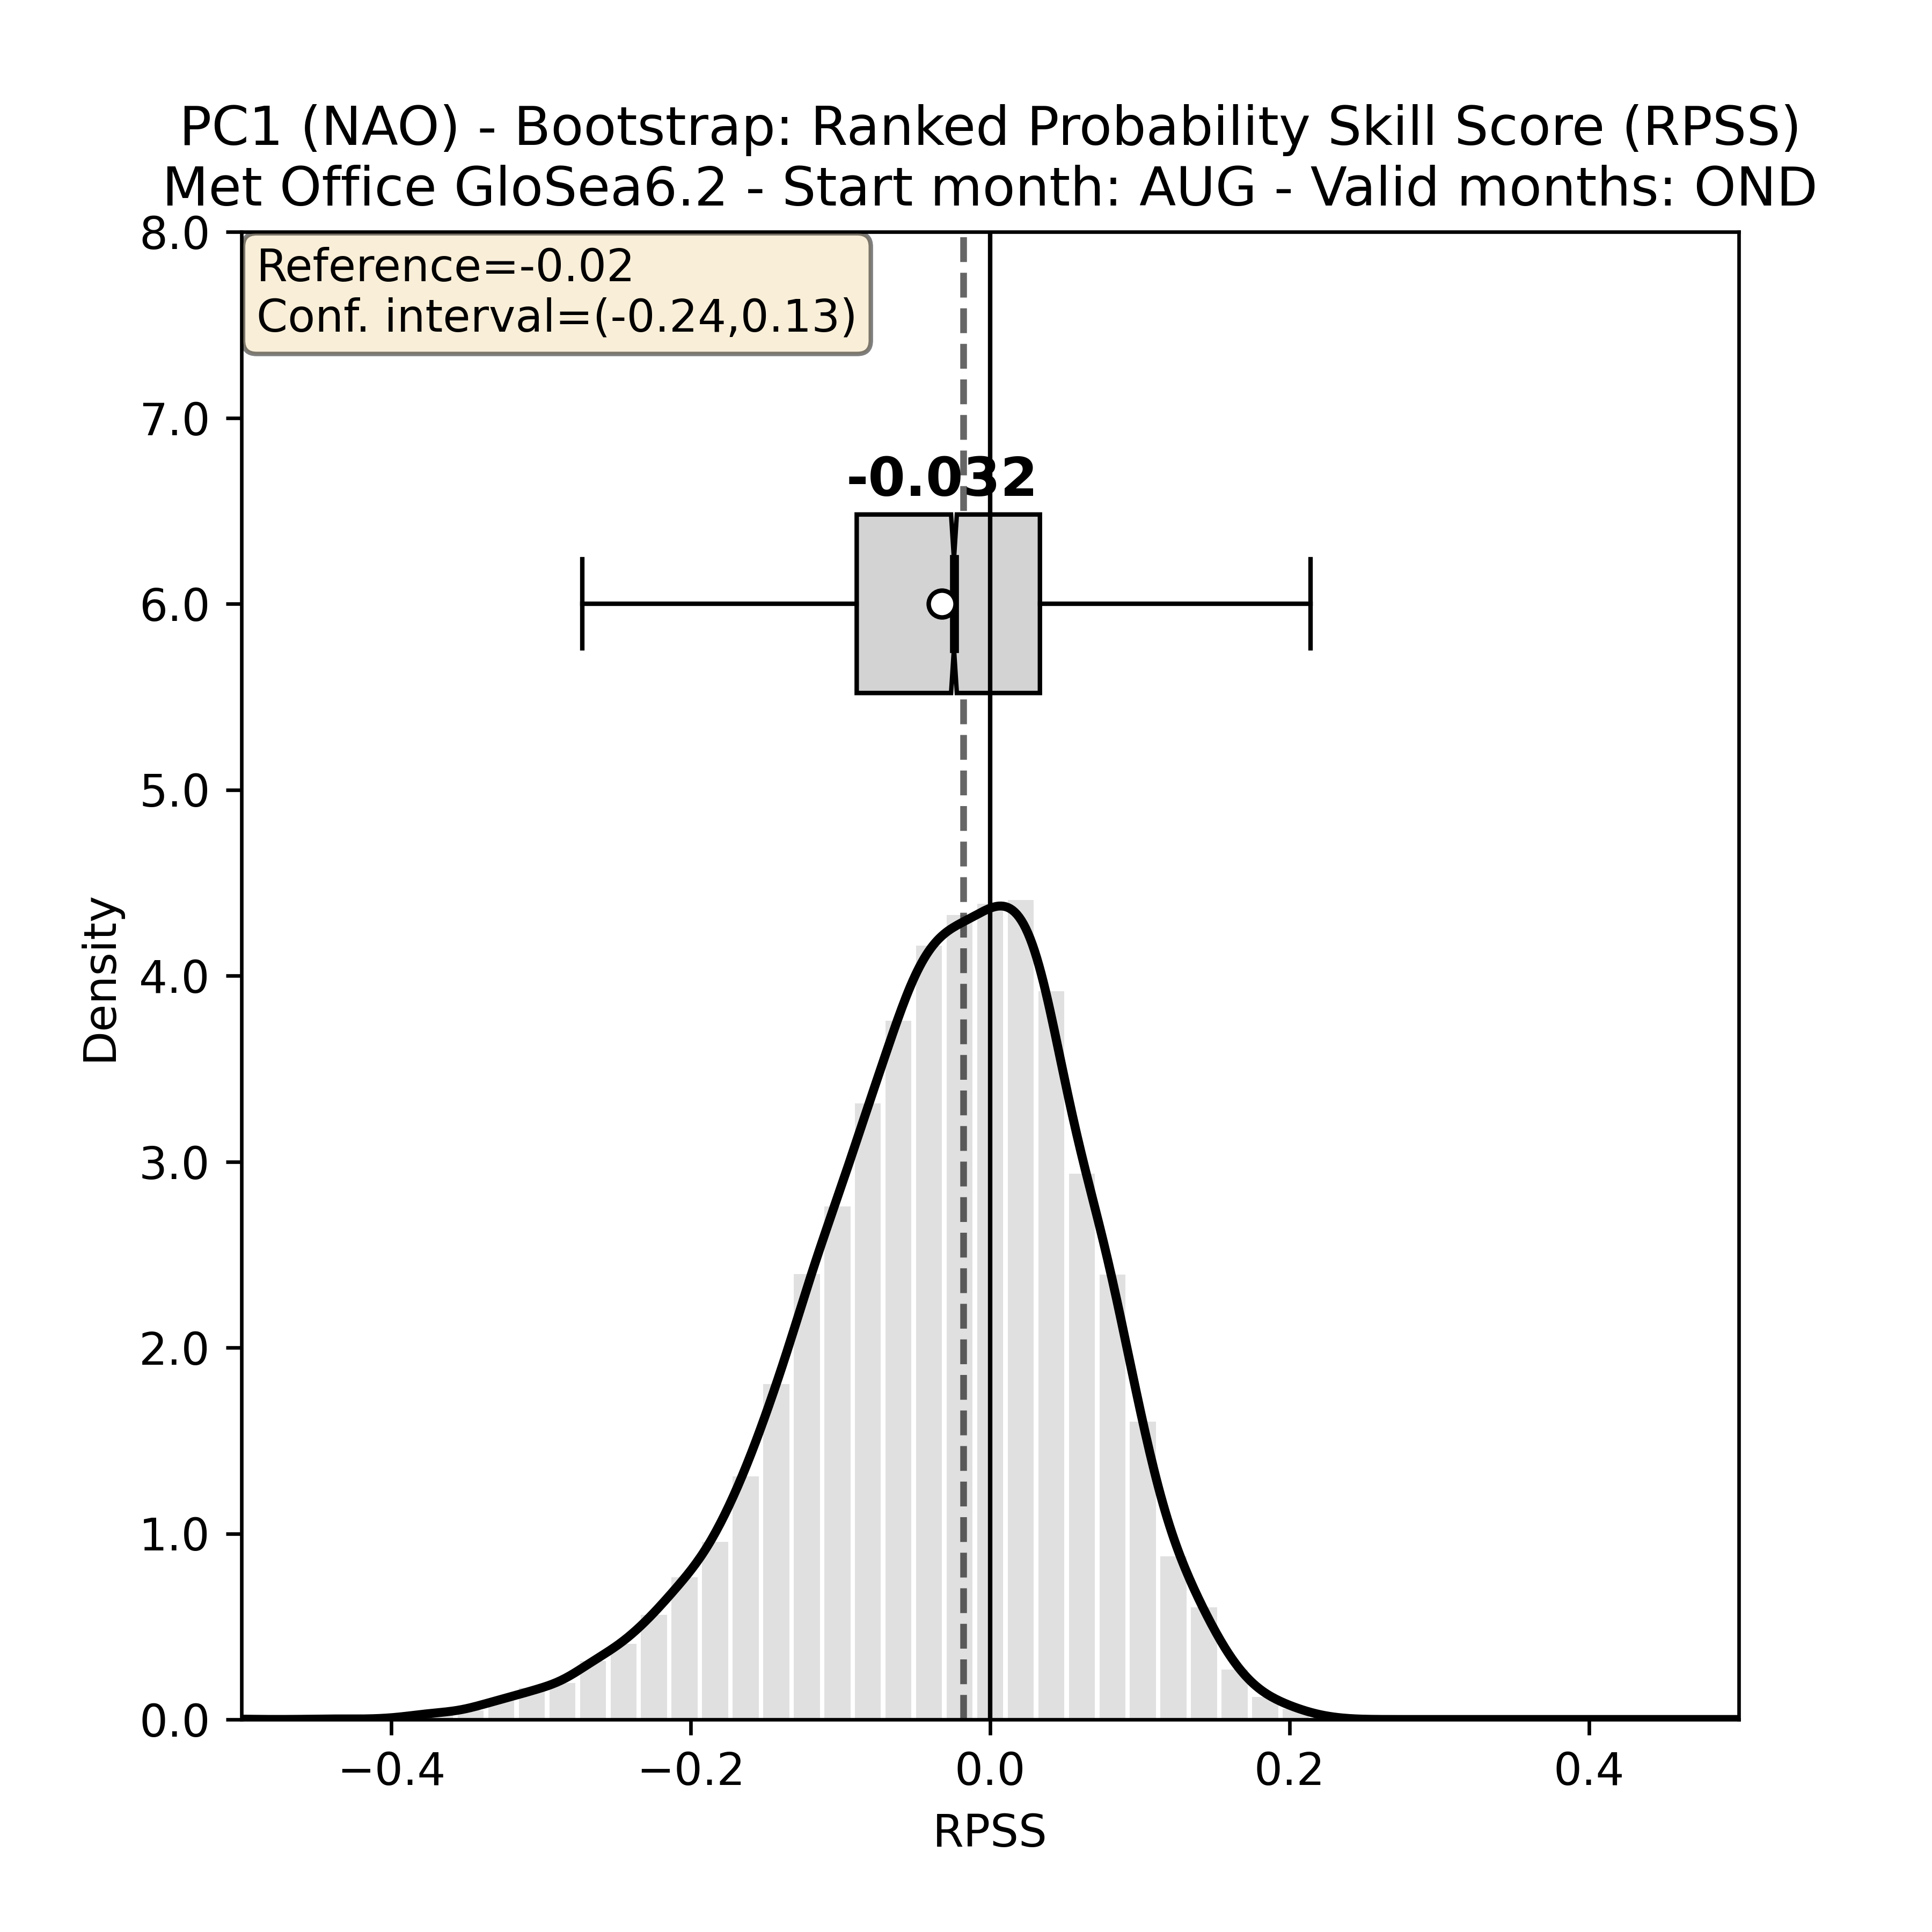 PC1 (NAO) - Bootstrap: Ranked Probability Skill Score (RPSS)
Met Office GloSea6.2 - Start month: AUG - Valid months: OND
8.0
Reference=-0.02
Conf. interval=(-0.24,0.13)
7.0
-0.032
6.0
5.0
Density
4.0
3.0
2.0
1.0
0.0
−0.4 −0.2 0.0 0.2 0.4
RPSS